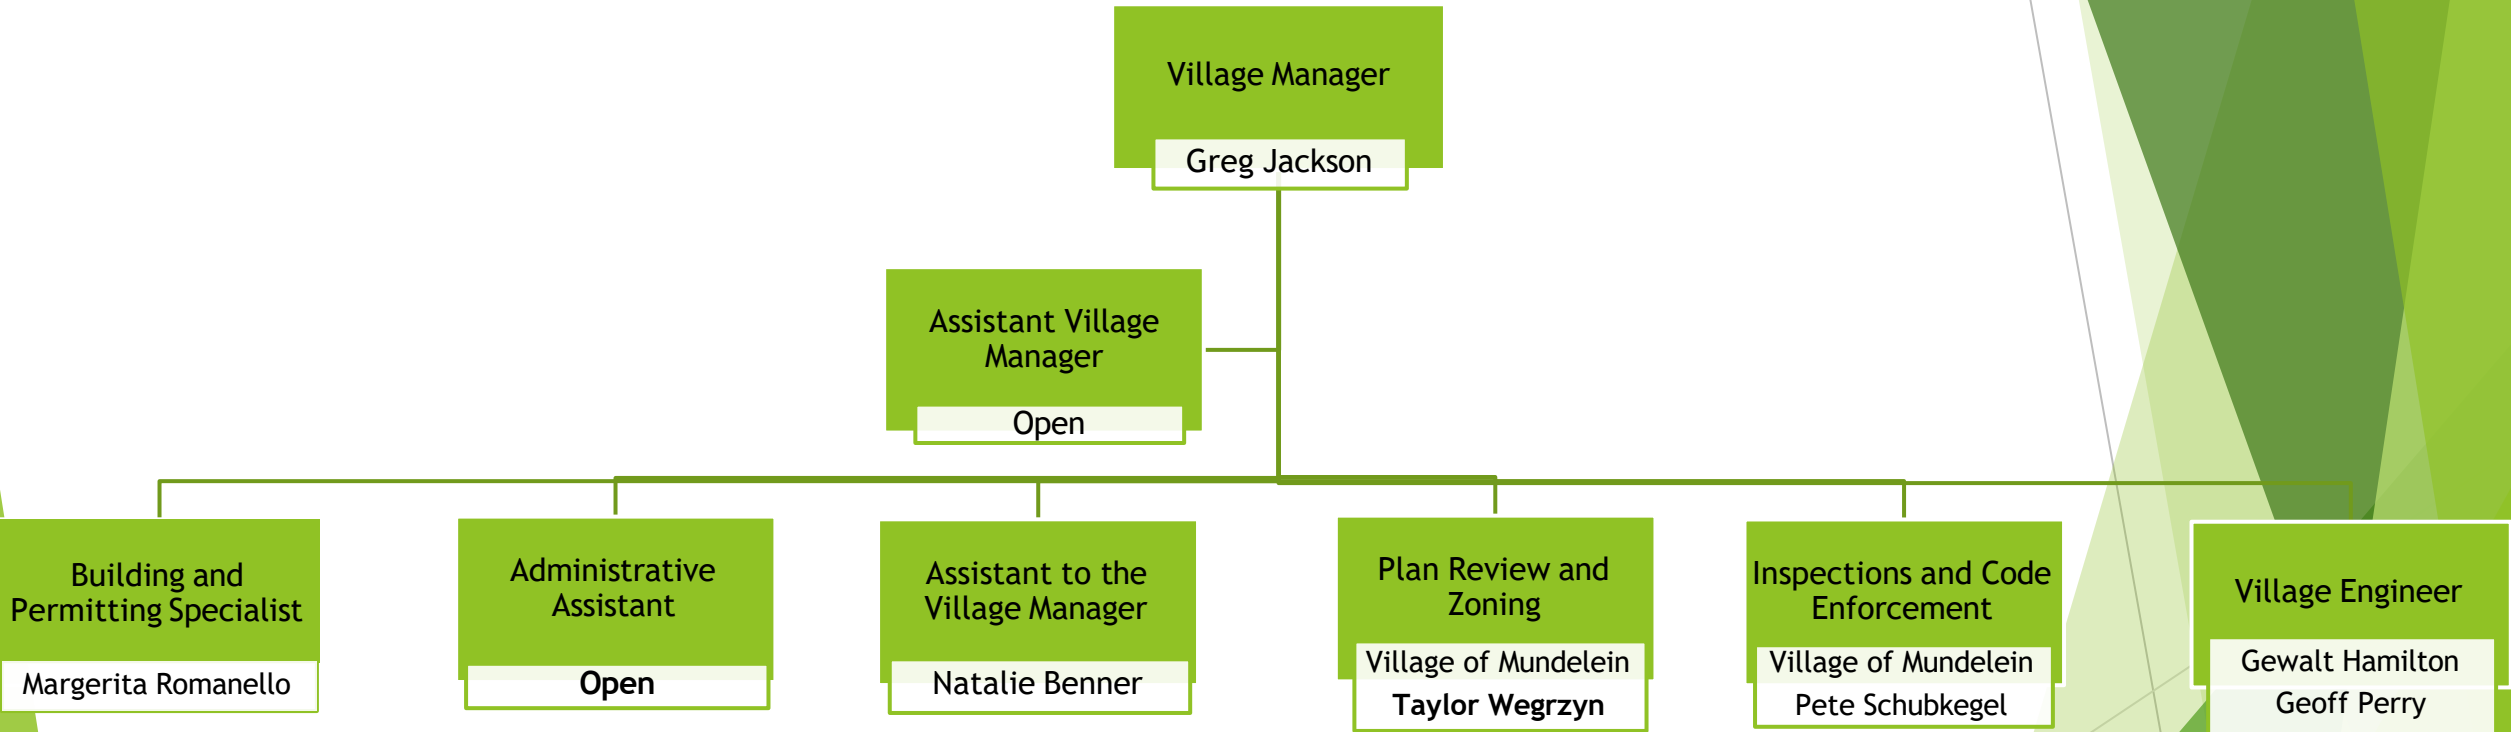 Village Manager
Greg Jackson
Assistant Village
Manager
Open
Building and
Permitting Specialist
Margerita Romanello
Administrative
Assistant
Open
Assistant to the
Village Manager
Natalie Benner
Plan Review and
Zoning
Village of Mundelein
Taylor Wegrzyn
Inspections and Code
Enforcement
Village of Mundelein
Pete Schubkegel
Village Engineer
Gewalt Hamilton
Geoff Perry